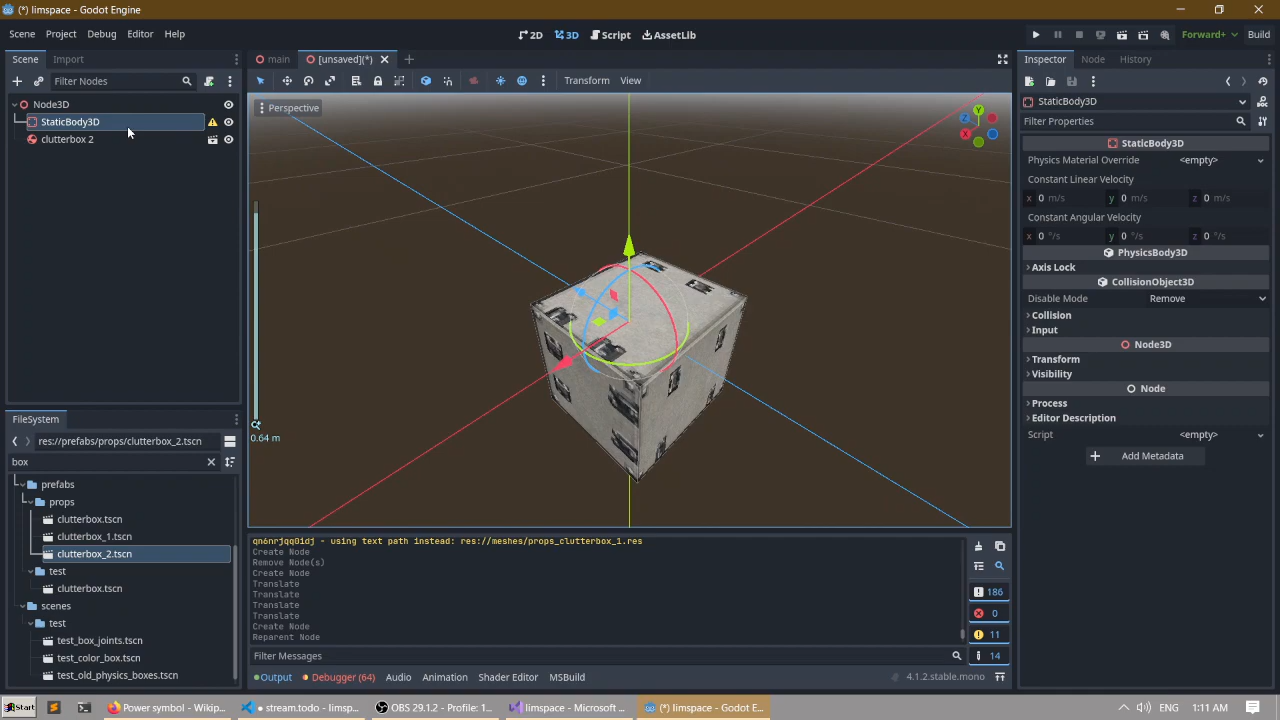 (*) limspace - Godot Engine
Scene Project Debug Editor Help
2D 3D Script AssetLib
Forward+ Build
Scene Import
main [unsaved](*)
Inspector Node History
Filter Nodes
Transform View
Node3D
StaticBody3D
clutterbox 2
Perspective
Y
Z
X
0.64 m
StaticBody3D
Filter Properties
StaticBody3D
Physics Material Override <empty>
Constant Linear Velocity
x 0 m/s y 0 m/s z 0 m/s
Constant Angular Velocity
x 0 °/s y 0 °/s z 0 °/s
PhysicsBody3D
Axis Lock
CollisionObject3D
Disable Mode Remove
Collision
Input
Node3D
Transform
Visibility
Node
Process
Editor Description
Script <empty>
Add Metadata
FileSystem
res://prefabs/props/clutterbox_2.tscn
box
prefabs
props
clutterbox.tscn
clutterbox_1.tscn
clutterbox_2.tscn
test
clutterbox.tscn
scenes
test
test_box_joints.tscn
test_color_box.tscn
test_old_physics_boxes.tscn
qn6nrjqq0idj - using text path instead: res://meshes/props_clutterbox_1.res
Create Node
Remove Node(s)
Create Node
Translate
Translate
Translate
Translate
Create Node
Reparent Node
186
0
11
14
Filter Messages
Output Debugger (64) Audio Animation Shader Editor MSBuild
4.1.2.stable.mono
Start
Power symbol - Wikip...
stream.todo - limsp...
OBS 29.1.2 - Profile: 1...
limspace - Microsoft ...
(*) limspace - Godot E...
ENG 1:11 AM